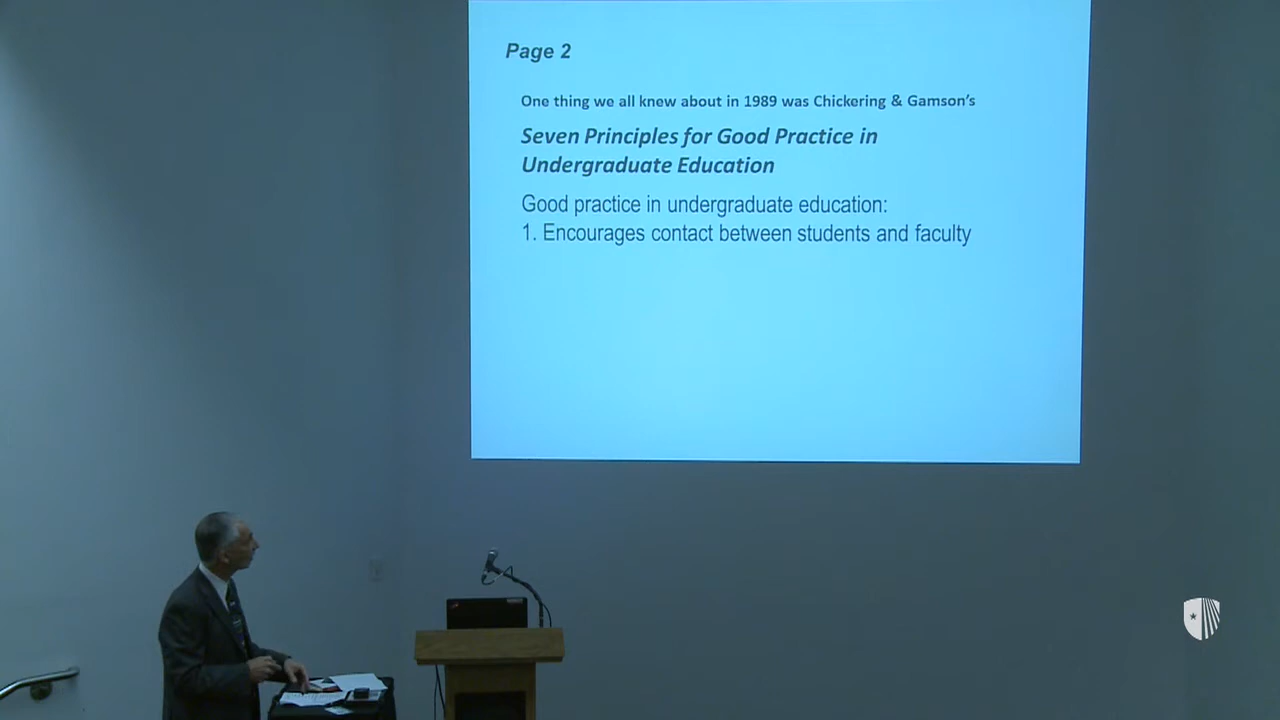 Page 2
One thing we all knew about in 1989 was Chickering & Gamson's
Seven Principles for Good Practice in
Undergraduate Education
Good practice in undergraduate education:
1. Encourages contact between students and faculty